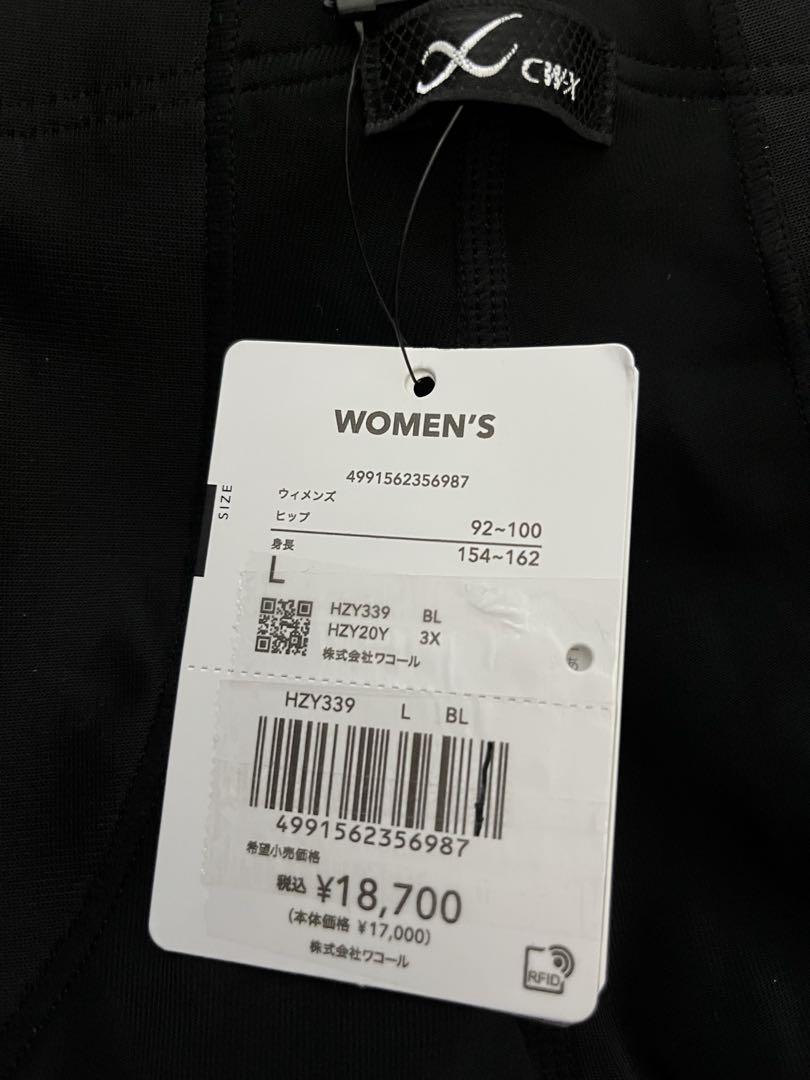 CW-X
WOMEN'S
4991562356987
SIZE
ウィメンズ
ヒップ 92~100
身長 154~162
L
HZY339 BL
HZY20Y 3X
株式会社ワコール
あ
HZY339 L BL
4991562356987
希望小売価格
税込 ¥18,700
(本体価格 ¥17,000)
株式会社ワコール
RFID